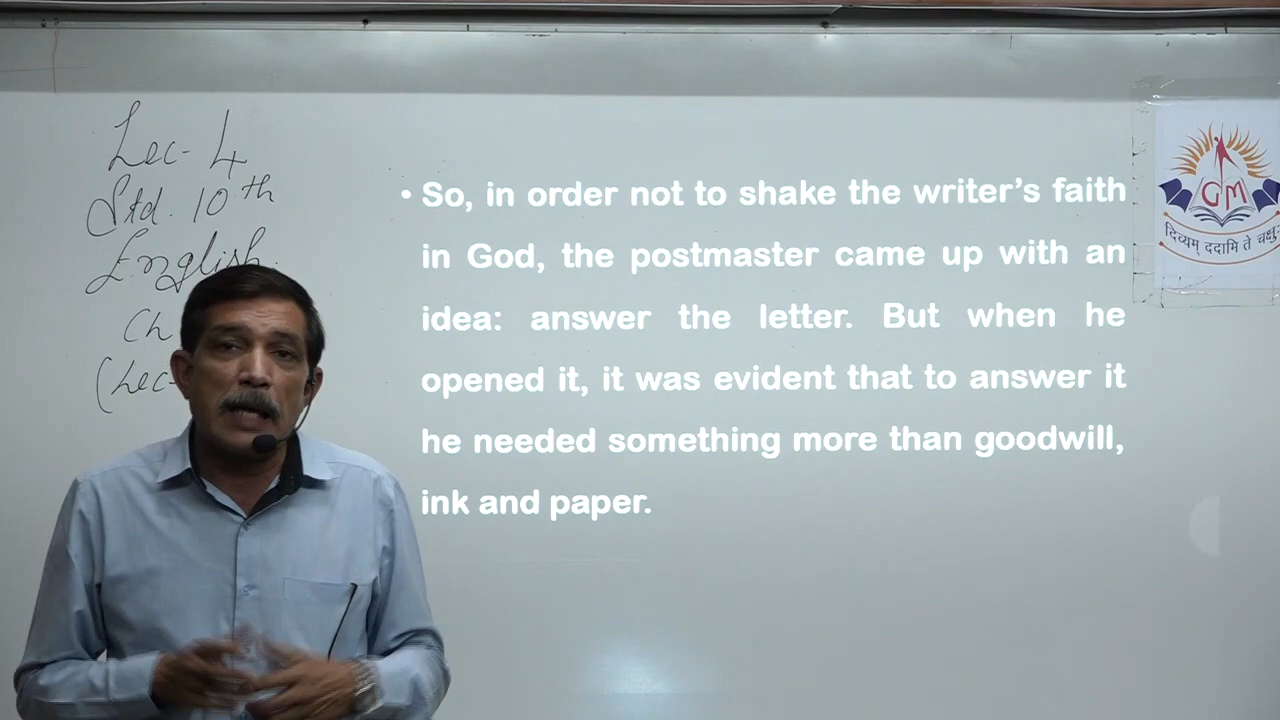 Lec- 4
Std. 10th
English
Ch
(Lec-
• So, in order not to shake the writer’s faith
in God, the postmaster came up with an
idea: answer the letter. But when he
opened it, it was evident that to answer it
he needed something more than goodwill,
ink and paper.
GM
दिव्यम् ददामि ते चक्षुः